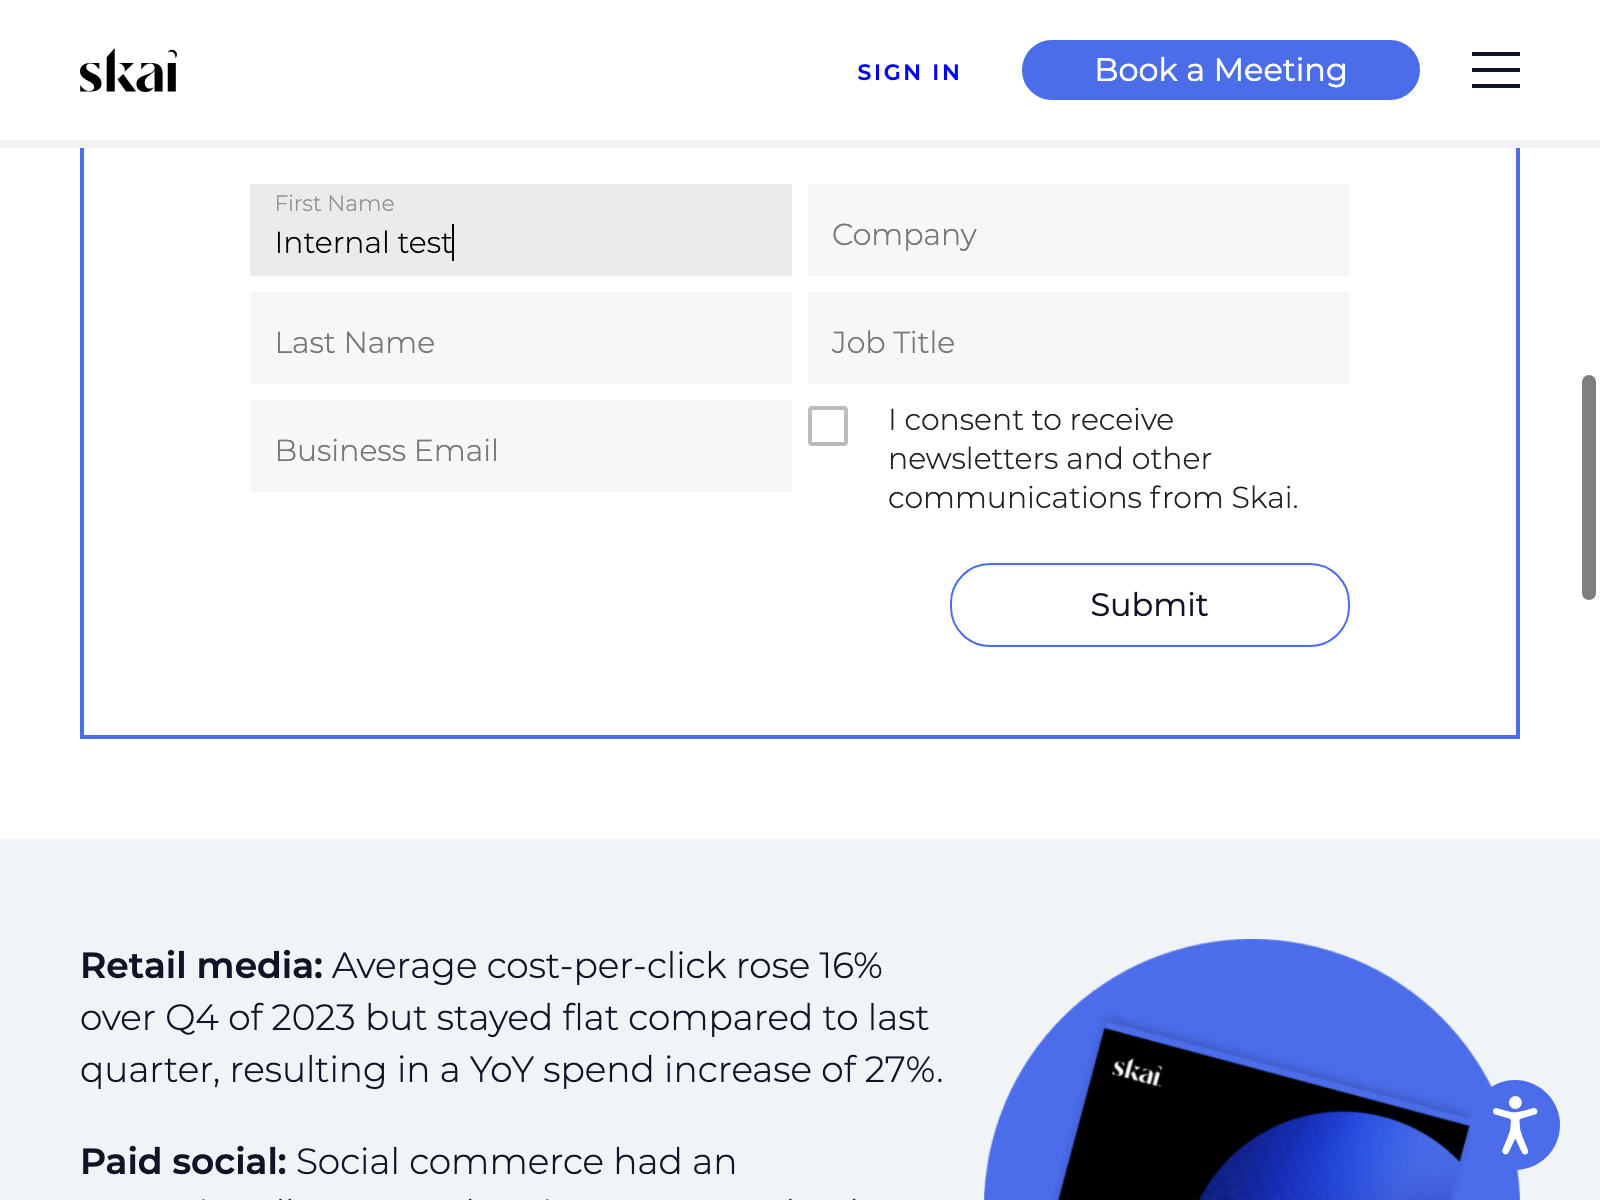 skai
SIGN IN
Book a Meeting
First Name
Internal test
Company
Last Name
Job Title
Business Email
I consent to receive
newsletters and other
communications from Skai.
Submit
Retail media: Average cost-per-click rose 16%
over Q4 of 2023 but stayed flat compared to last
quarter, resulting in a YoY spend increase of 27%.
skai
Paid social: Social commerce had an